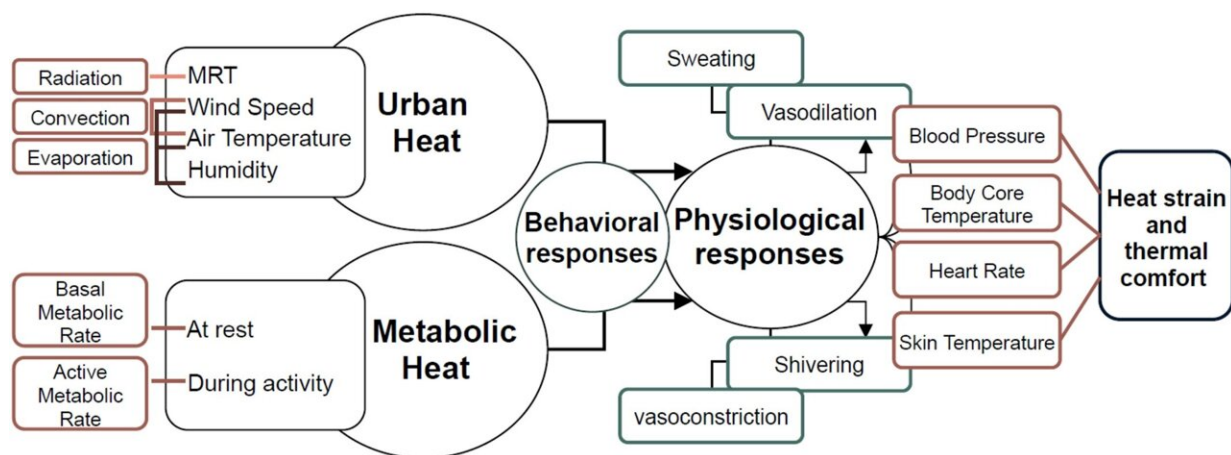 Radiation
Convection
Evaporation
MRT
Wind Speed
Air Temperature
Humidity
Urban
Heat
Basal
Metabolic
Rate
Active
Metabolic
Rate
At rest
During activity
Metabolic
Heat
Behavioral
responses
Sweating
Vasodilation
Physiological
responses
Shivering
vasoconstriction
Blood Pressure
Body Core
Temperature
Heart Rate
Skin Temperature
Heat strain
and
thermal
comfort